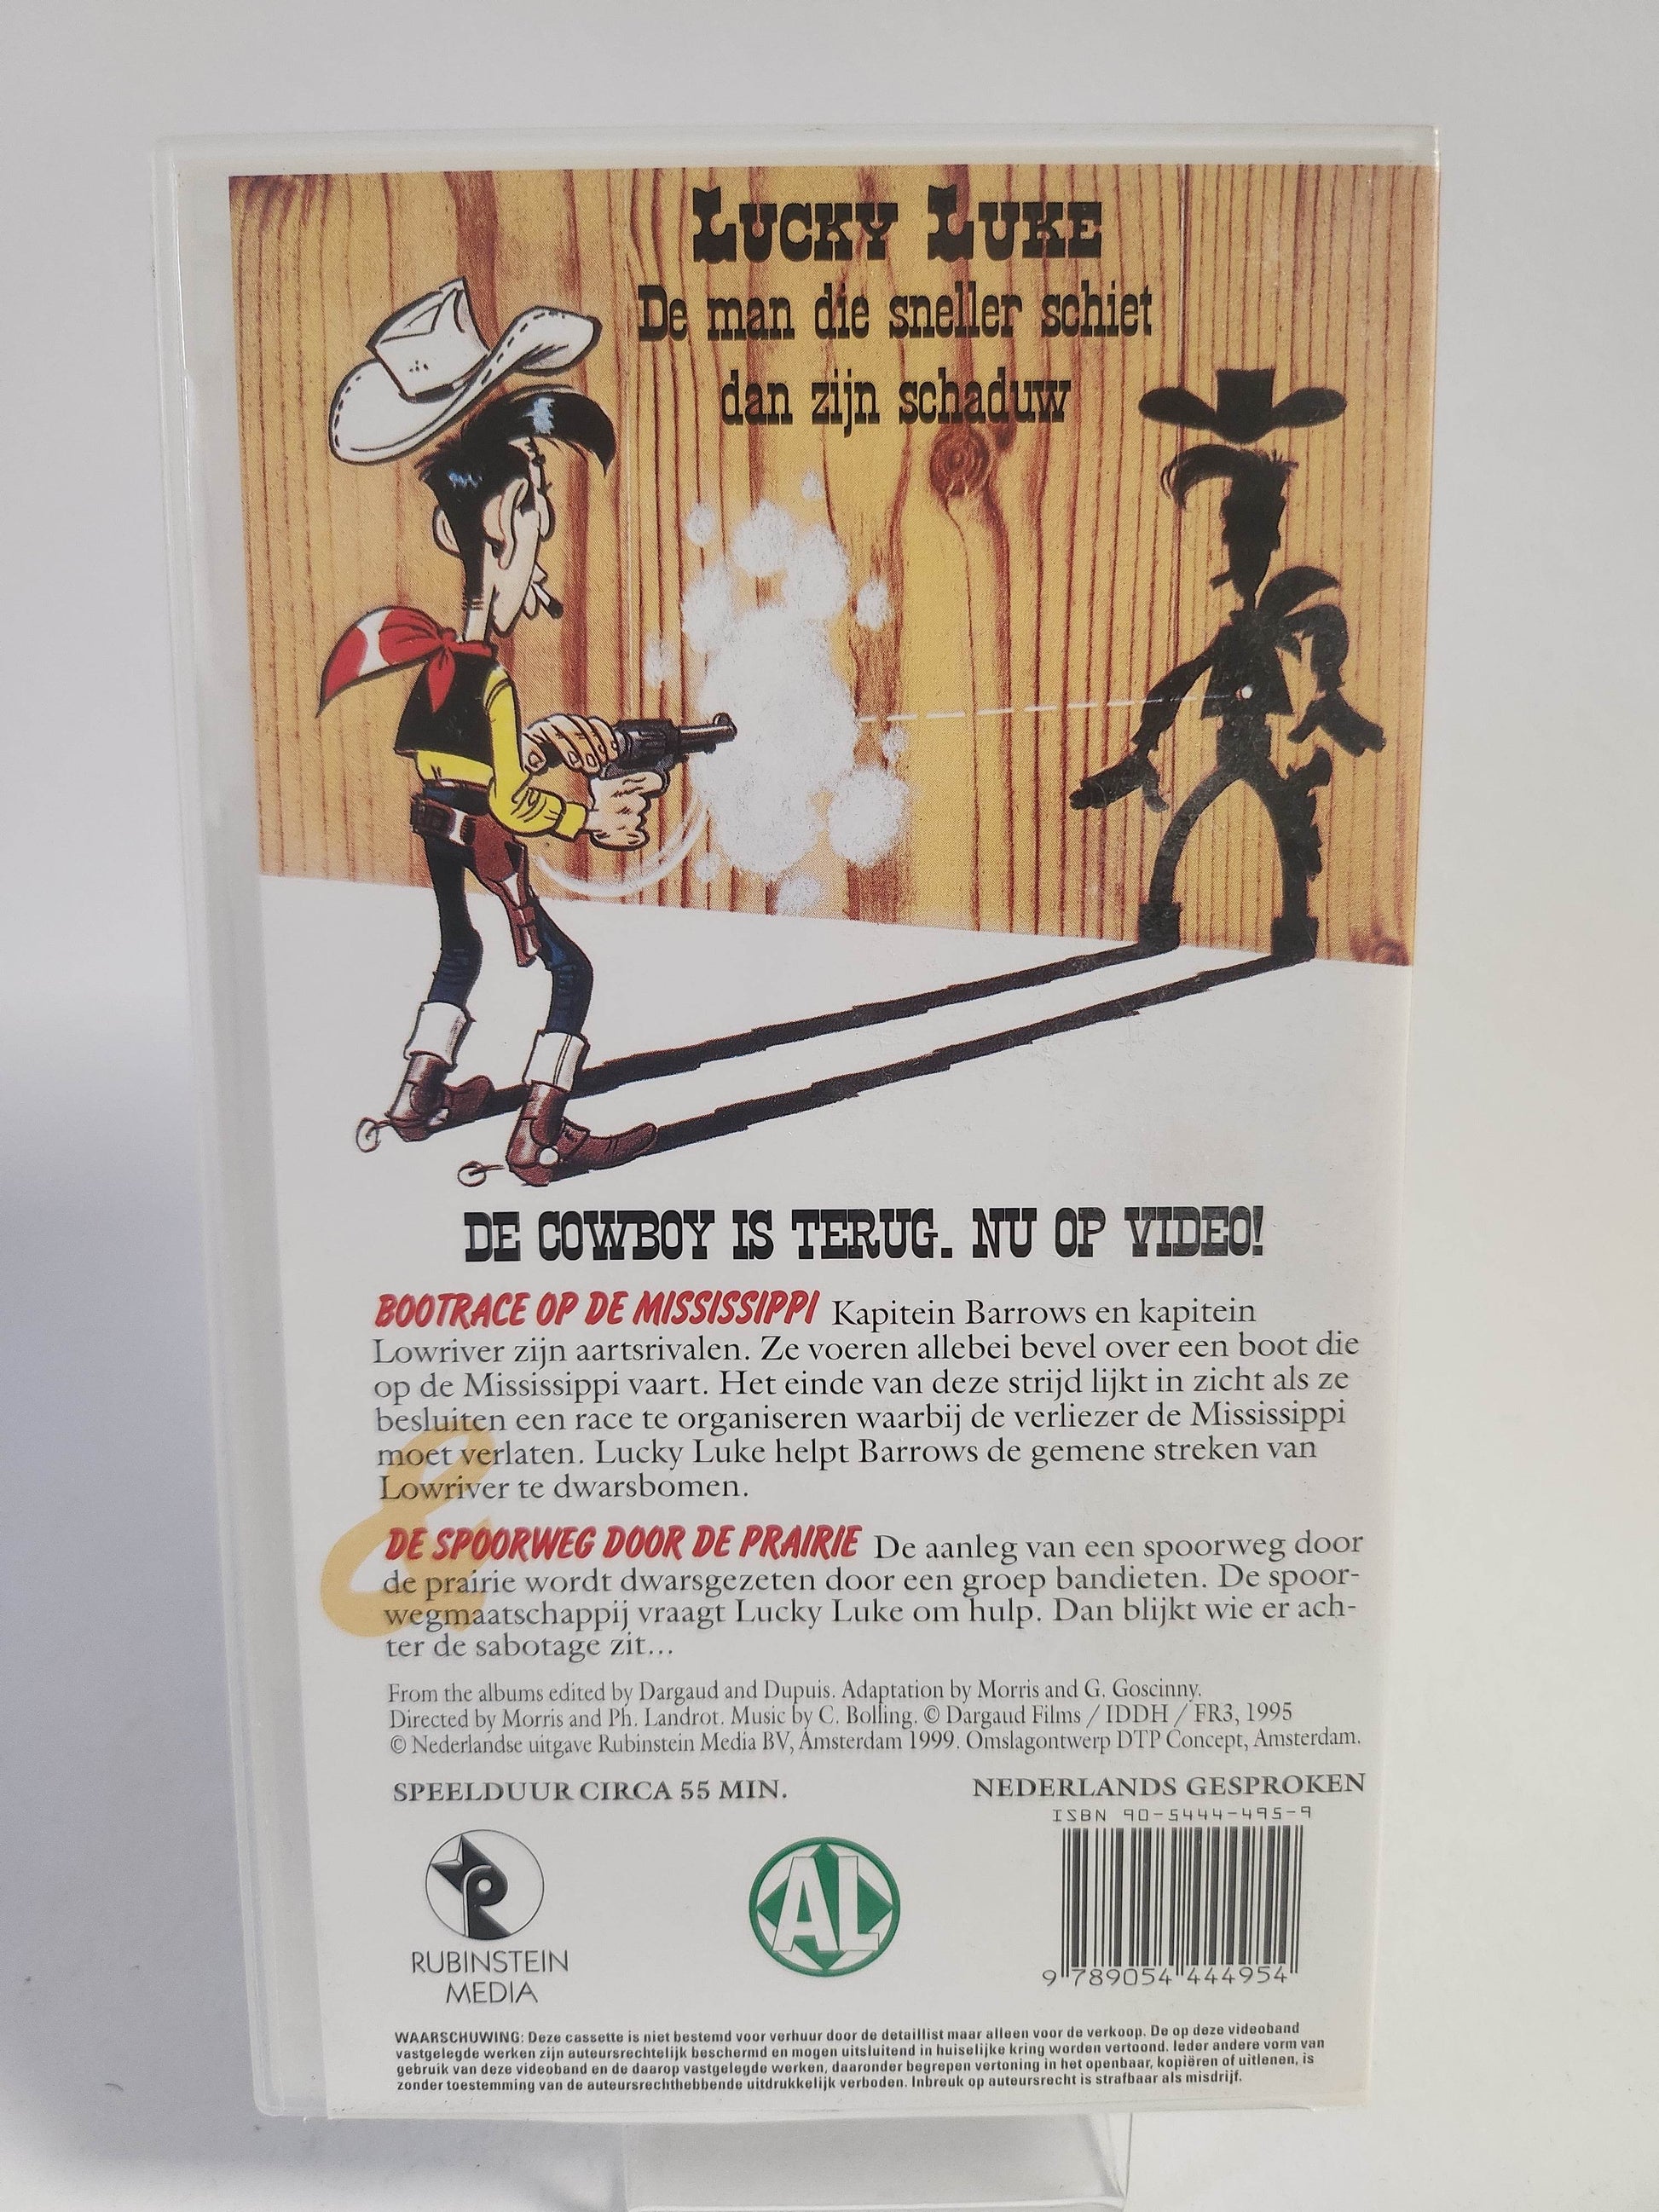 LUCKY LUKE
De man die sneller schiet
dan zijn schaduw
DE COWBOY IS TERUG. NU OP VIDEO!
BOOTRACE OP DE MISSISSIPPI Kapitein Barrows en kapitein
Lowriver zijn aartsrivalen. Ze voeren allebei bevel over een boot die
op de Mississippi vaart. Het einde van deze strijd lijkt in zicht als ze
besluiten een race te organiseren waarbij de verliezer de Mississippi
moet verlaten. Lucky Luke helpt Barrows de gemene streken van
Lowriver te dwarsbomen.
DE SPOORWEG DOOR DE PRAIRIE De aanleg van een spoorweg door
de prairie wordt dwarsgezeten door een groep bandieten. De spoor-
wegmaatschappij vraagt Lucky Luke om hulp. Dan blijkt wie er ach-
ter de sabotage zit...
From the albums edited by Dargaud and Dupuis. Adaptation by Morris and G. Goscinny.
Directed by Morris and Ph. Landrot. Music by C. Bolling. © Dargaud Films / IDDH / FR3, 1995
© Nederlandse uitgave Rubinstein Media BV, Amsterdam 1999. Omslagontwerp DTP Concept, Amsterdam.
SPEELDUUR CIRCA 55 MIN.
NEDERLANDS GESPROKEN
ISBN 90-5444-495-9
AL
9 789054 444954
RUBINSTEIN
MEDIA
WAARSCHUWING: Deze cassette is niet bestemd voor verhuur door de detaillist maar alleen voor de verkoop. De op deze videoband
vastgelegde werken zijn auteursrechtelijk beschermd en mogen uitsluitend in huiselijke kring worden vertoond. Ieder andere vorm van
gebruik van deze videoband en de daarop vastgelegde werken, daaronder begrepen vertoning in het openbaar, kopiëren of uitlenen, is
zonder toestemming van de auteursrechthebbende uitdrukkelijk verboden. Inbreuk op auteursrecht is strafbaar als misdrijf.